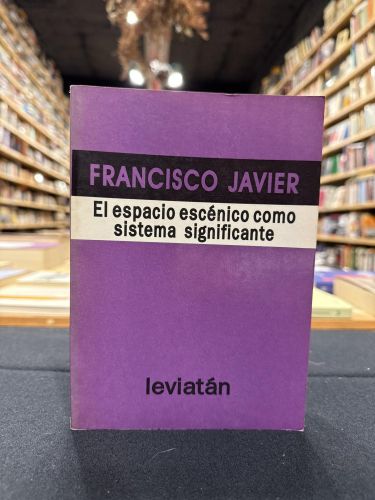 FRANCISCO JAVIER
El espacio escénico como
sistema significante
leviatán